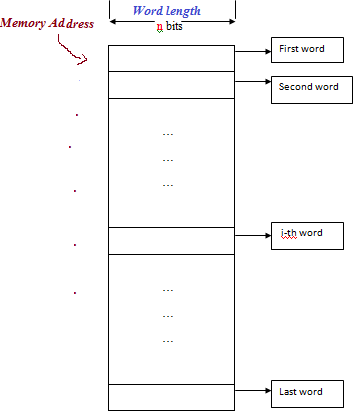 Word length
n bits
Memory Address
First word
Second word
...
...
...
i-th word
...
...
...
Last word